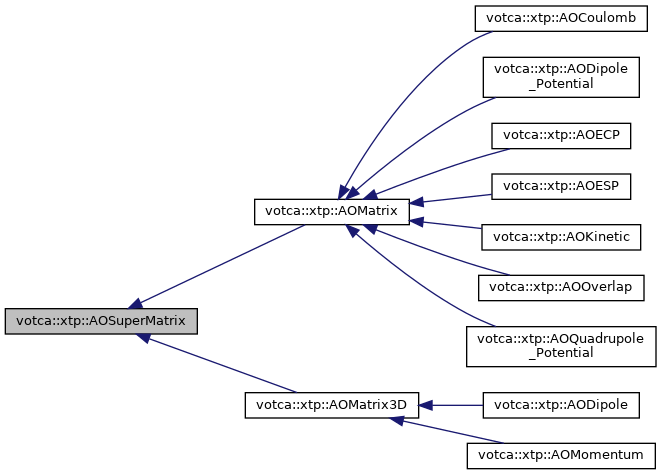 votca::xtp::AOCoulomb
votca::xtp::AODipole
_Potential
votca::xtp::AOECP
votca::xtp::AOESP
votca::xtp::AOMatrix
votca::xtp::AOKinetic
votca::xtp::AOOverlap
votca::xtp::AOSuperMatrix
votca::xtp::AOQuadrupole
_Potential
votca::xtp::AOMatrix3D
votca::xtp::AODipole
votca::xtp::AOMomentum